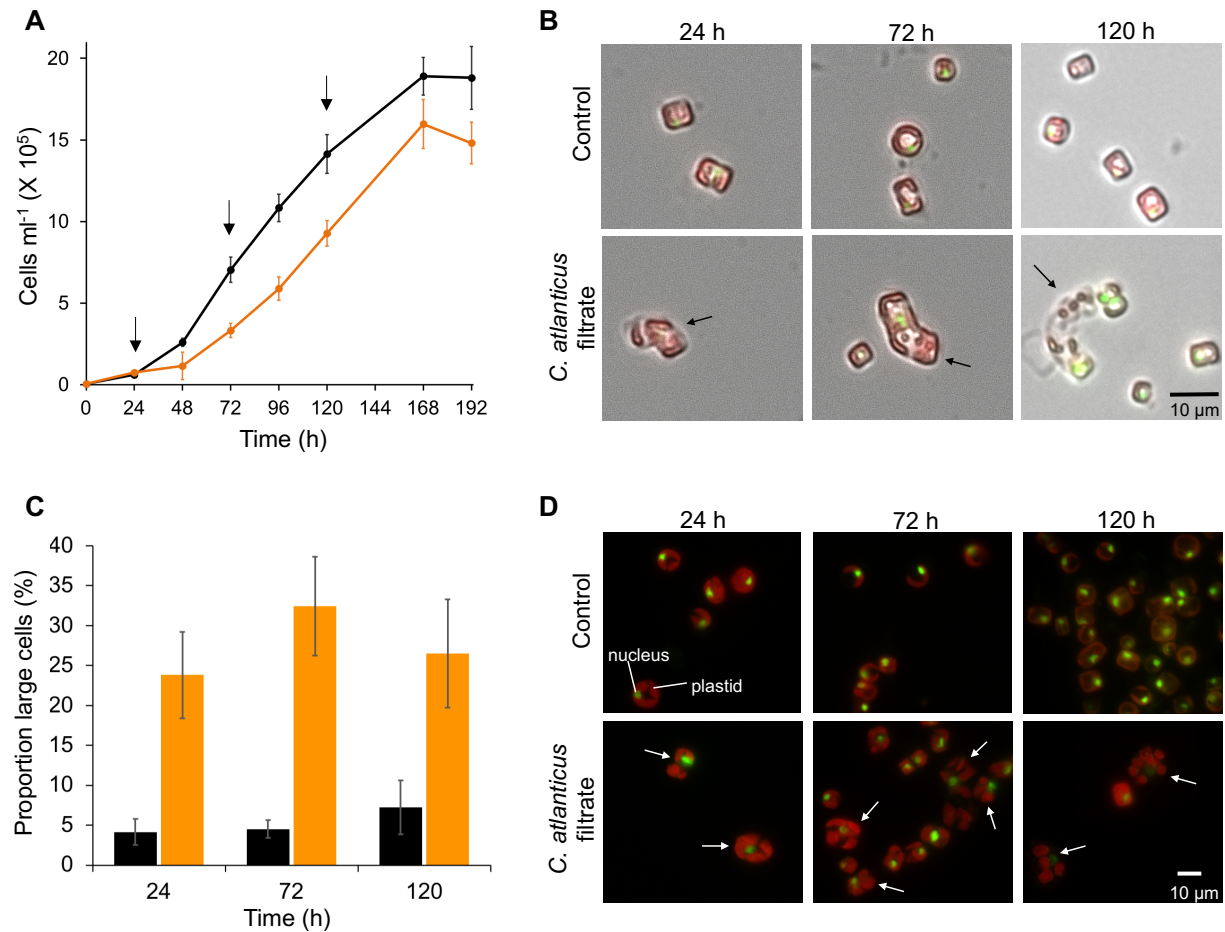 A
20
15
10
5
0
Cells ml⁻¹ (X 10⁵)
0 24 48 72 96 120 144 168 192
Time (h)
B
24 h 72 h 120 h
Control
C. atlanticus
filtrate
10 µm
C
40
35
30
25
20
15
10
5
0
Proportion large cells (%)
24 72 120
Time (h)
D
24 h 72 h 120 h
Control
nucleus
plastid
C. atlanticus
filtrate
10 µm